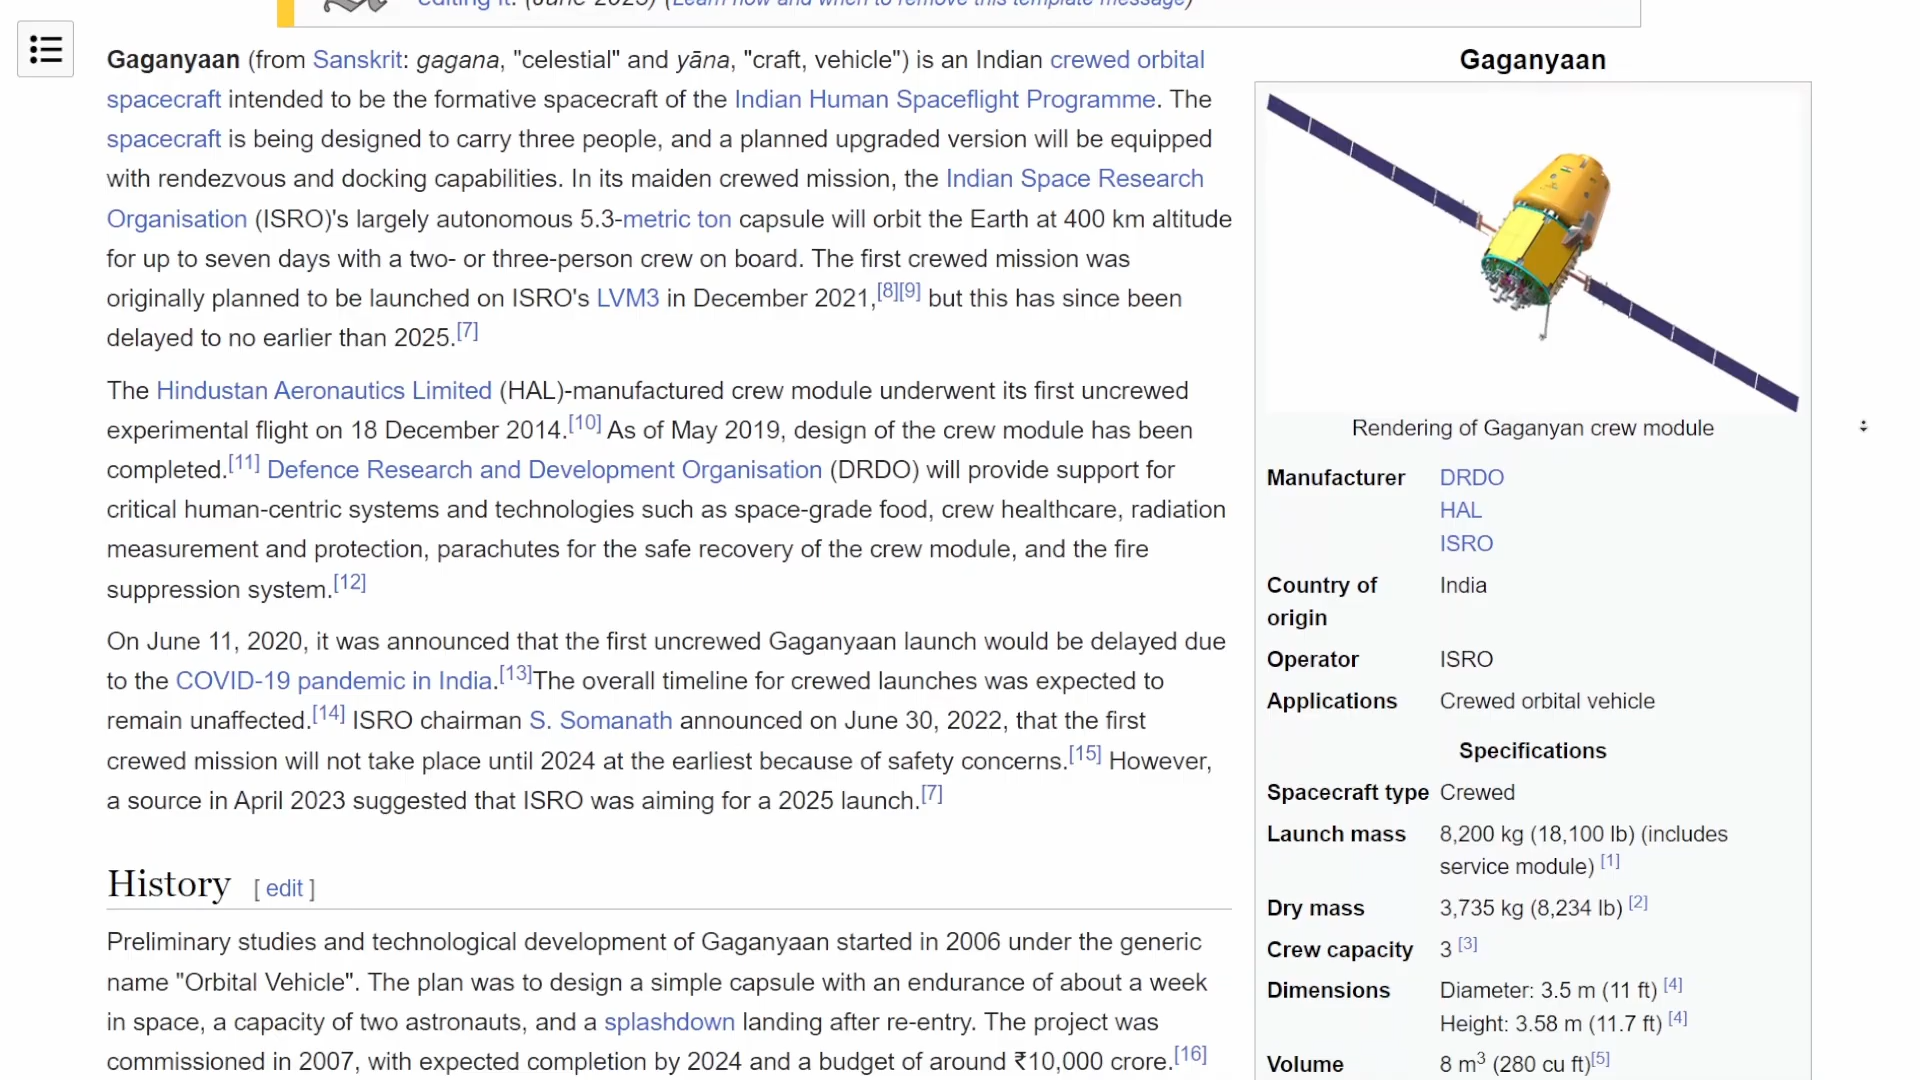 editing it. (June 2023) (Learn how and when to remove this template message)
Gaganyaan (from Sanskrit: gagana, "celestial" and yāna, "craft, vehicle") is an Indian crewed orbital
spacecraft intended to be the formative spacecraft of the Indian Human Spaceflight Programme. The
spacecraft is being designed to carry three people, and a planned upgraded version will be equipped
with rendezvous and docking capabilities. In its maiden crewed mission, the Indian Space Research
Organisation (ISRO)'s largely autonomous 5.3-metric ton capsule will orbit the Earth at 400 km altitude
for up to seven days with a two- or three-person crew on board. The first crewed mission was
originally planned to be launched on ISRO's LVM3 in December 2021,[8][9] but this has since been
delayed to no earlier than 2025.[7]
The Hindustan Aeronautics Limited (HAL)-manufactured crew module underwent its first uncrewed
experimental flight on 18 December 2014.[10] As of May 2019, design of the crew module has been
completed.[11] Defence Research and Development Organisation (DRDO) will provide support for
critical human-centric systems and technologies such as space-grade food, crew healthcare, radiation
measurement and protection, parachutes for the safe recovery of the crew module, and the fire
suppression system.[12]
On June 11, 2020, it was announced that the first uncrewed Gaganyaan launch would be delayed due
to the COVID-19 pandemic in India.[13]The overall timeline for crewed launches was expected to
remain unaffected.[14] ISRO chairman S. Somanath announced on June 30, 2022, that the first
crewed mission will not take place until 2024 at the earliest because of safety concerns.[15] However,
a source in April 2023 suggested that ISRO was aiming for a 2025 launch.[7]
History [ edit ]
Preliminary studies and technological development of Gaganyaan started in 2006 under the generic
name "Orbital Vehicle". The plan was to design a simple capsule with an endurance of about a week
in space, a capacity of two astronauts, and a splashdown landing after re-entry. The project was
commissioned in 2007, with expected completion by 2024 and a budget of around ₹10,000 crore.[16]
Gaganyaan
Rendering of Gaganyan crew module
Manufacturer DRDO
HAL
ISRO
Country of India
origin
Operator ISRO
Applications Crewed orbital vehicle
Specifications
Spacecraft type Crewed
Launch mass 8,200 kg (18,100 lb) (includes
service module) [1]
Dry mass 3,735 kg (8,234 lb) [2]
Crew capacity 3 [3]
Dimensions Diameter: 3.5 m (11 ft) [4]
Height: 3.58 m (11.7 ft) [4]
Volume 8 m³ (280 cu ft)[5]